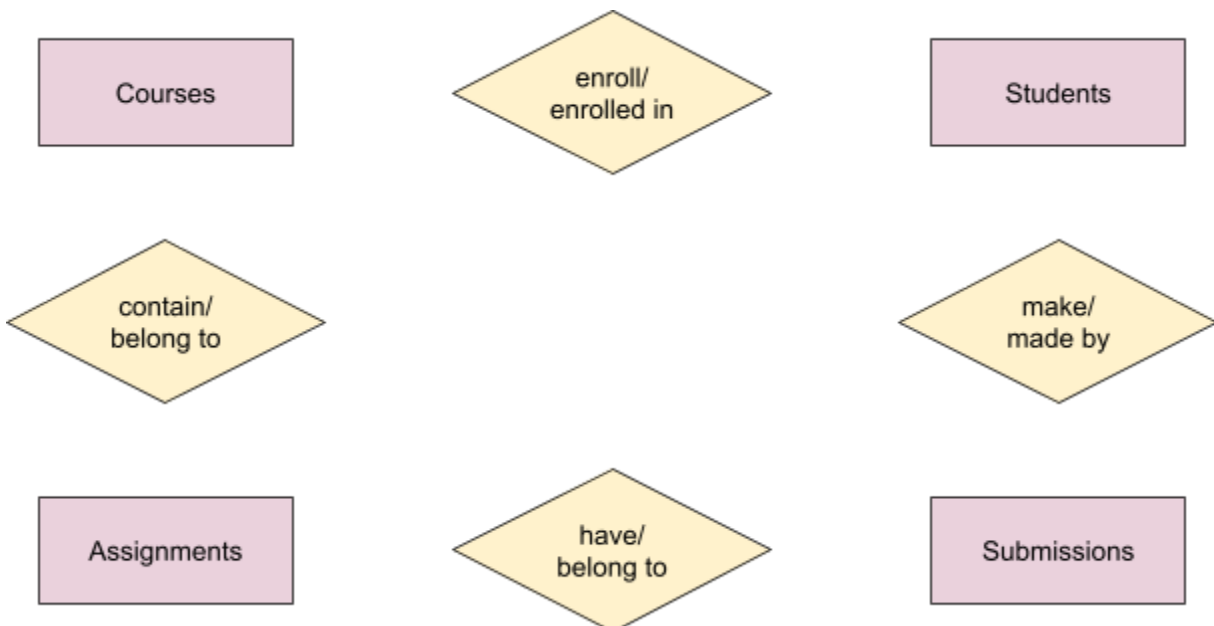 Courses
enroll/
enrolled in
Students
contain/
belong to
make/
made by
Assignments
have/
belong to
Submissions